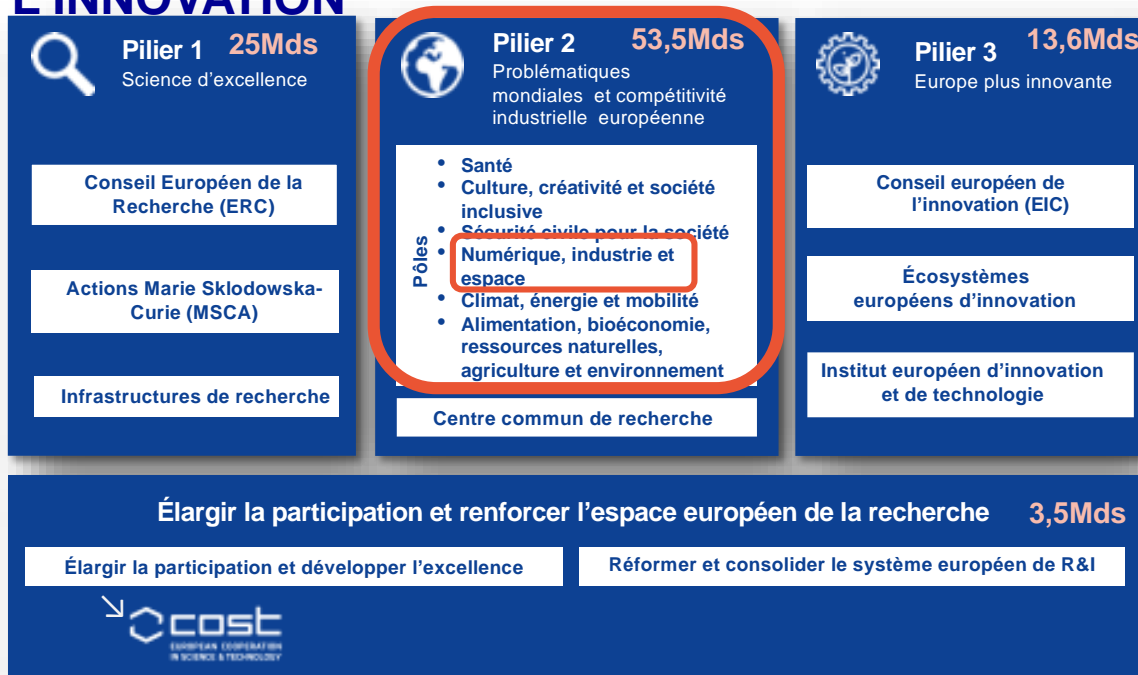 L'INNOVATION
Pilier 1 25Mds
Science d'excellence
Conseil Européen de la
Recherche (ERC)
Actions Marie Sklodowska-
Curie (MSCA)
Infrastructures de recherche
Pilier 2 53,5Mds
Problématiques
mondiales et compétitivité
industrielle européenne
Pôles
• Santé
• Culture, créativité et société
inclusive
• Sécurité civile pour la société
• Numérique, industrie et
espace
• Climat, énergie et mobilité
• Alimentation, bioéconomie,
ressources naturelles,
agriculture et environnement
Centre commun de recherche
Pilier 3 13,6Mds
Europe plus innovante
Conseil européen de
l'innovation (EIC)
Écosystèmes
européens d'innovation
Institut européen d'innovation
et de technologie
Élargir la participation et renforcer l'espace européen de la recherche 3,5Mds
Élargir la participation et développer l'excellence
Réformer et consolider le système européen de R&I
cost
EUROPEAN COOPERATION
IN SCIENCE & TECHNOLOGY